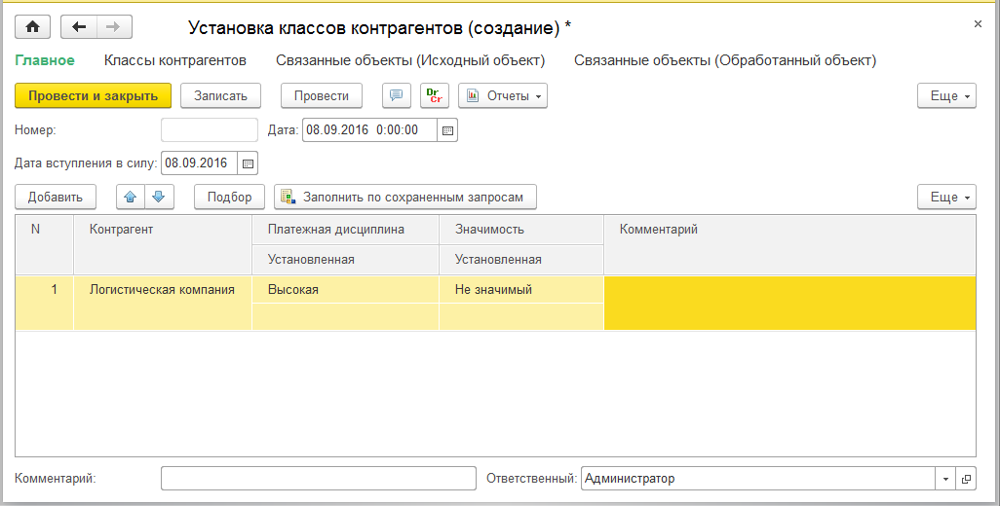 Установка классов контрагентов (создание) *
Главное Классы контрагентов Связанные объекты (Исходный объект) Связанные объекты (Обработанный объект)
Провести и закрыть Записать Провести Dr Cr Отчеты Еще
Номер: Дата: 08.09.2016 0:00:00
Дата вступления в силу: 08.09.2016
Добавить Подбор Заполнить по сохраненным запросам Еще
N Контрагент Платежная дисциплина Значимость Комментарий
Установленная Установленная
1 Логистическая компания Высокая Не значимый
Комментарий: Ответственный: Администратор